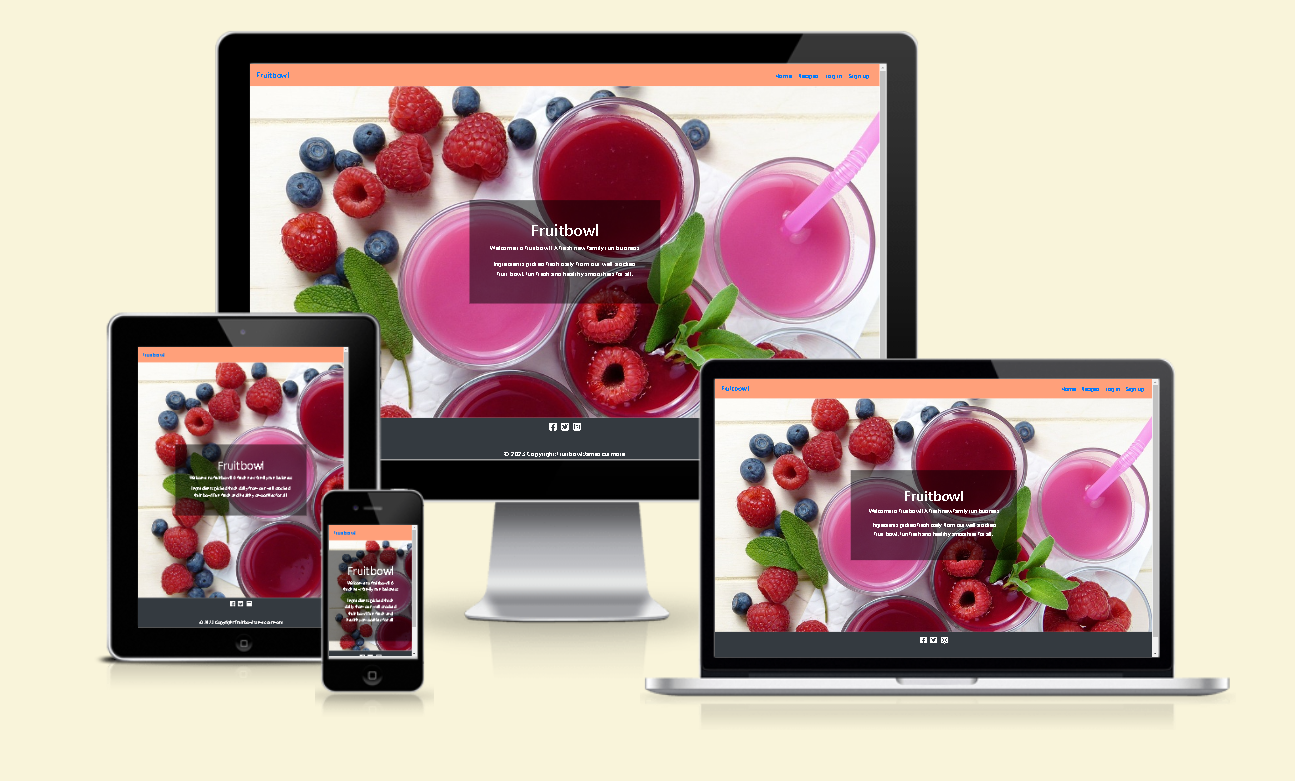 Fruitbowl
Home Recipes Log in Sign up
Fruitbowl
Welcome to Fruitbowl! A fresh new family run business.
Ingredients picked fresh daily from our well stocked
fruit bowl, fun fresh and healthy smoothies for all.
© 2023 Copyright:
Fruitbowl
Fruitbowl
Welcome to Fruitbowl! A fresh new family run business.
Ingredients picked fresh daily from our well stocked
fruit bowl, fun fresh and healthy smoothies for all.
© 2023 Copyright:
Fruitbowl
Fruitbowl
Welcome to Fruitbowl! A
fresh new family run business.
Ingredients picked fresh
daily from our well stocked
fruit bowl, fun fresh and
healthy smoothies for all.
Fruitbowl
Home Recipes Log in Sign up
Fruitbowl
Welcome to Fruitbowl! A fresh new family run business.
Ingredients picked fresh daily from our well stocked
fruit bowl, fun fresh and healthy smoothies for all.